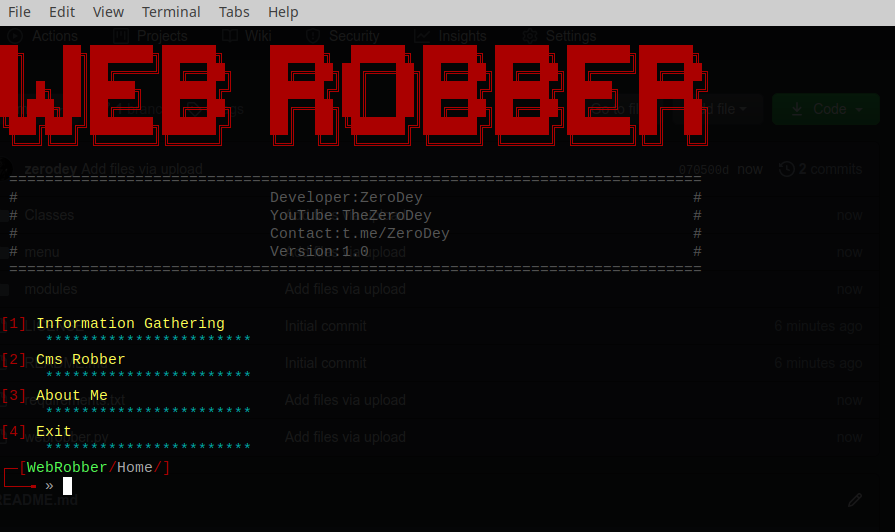 File Edit View Terminal Tabs Help
Actions Projects Wiki Security Insights Settings
WEB ROBBER
Code
zerodey Add files via upload now 2 commits
================================================================================
# Developer:ZeroDey #
# YouTube:TheZeroDey #
# Contact:t.me/ZeroDey #
# Version:1.0 #
================================================================================
Classes now
menu now
modules Add files via upload now
Initial commit 6 minutes ago
Initial commit 6 minutes ago
Add files via upload now
Add files via upload now
[1] Information Gathering
***********************
[2] Cms Robber
***********************
[3] About Me
***********************
[4] Exit
***********************
[WebRobber/Home/]
»
README.md